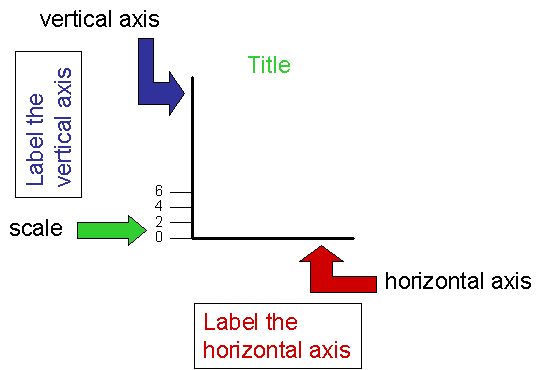 vertical axis
Title
Label the
vertical axis
6
4
2
0
scale
horizontal axis
Label the
horizontal axis